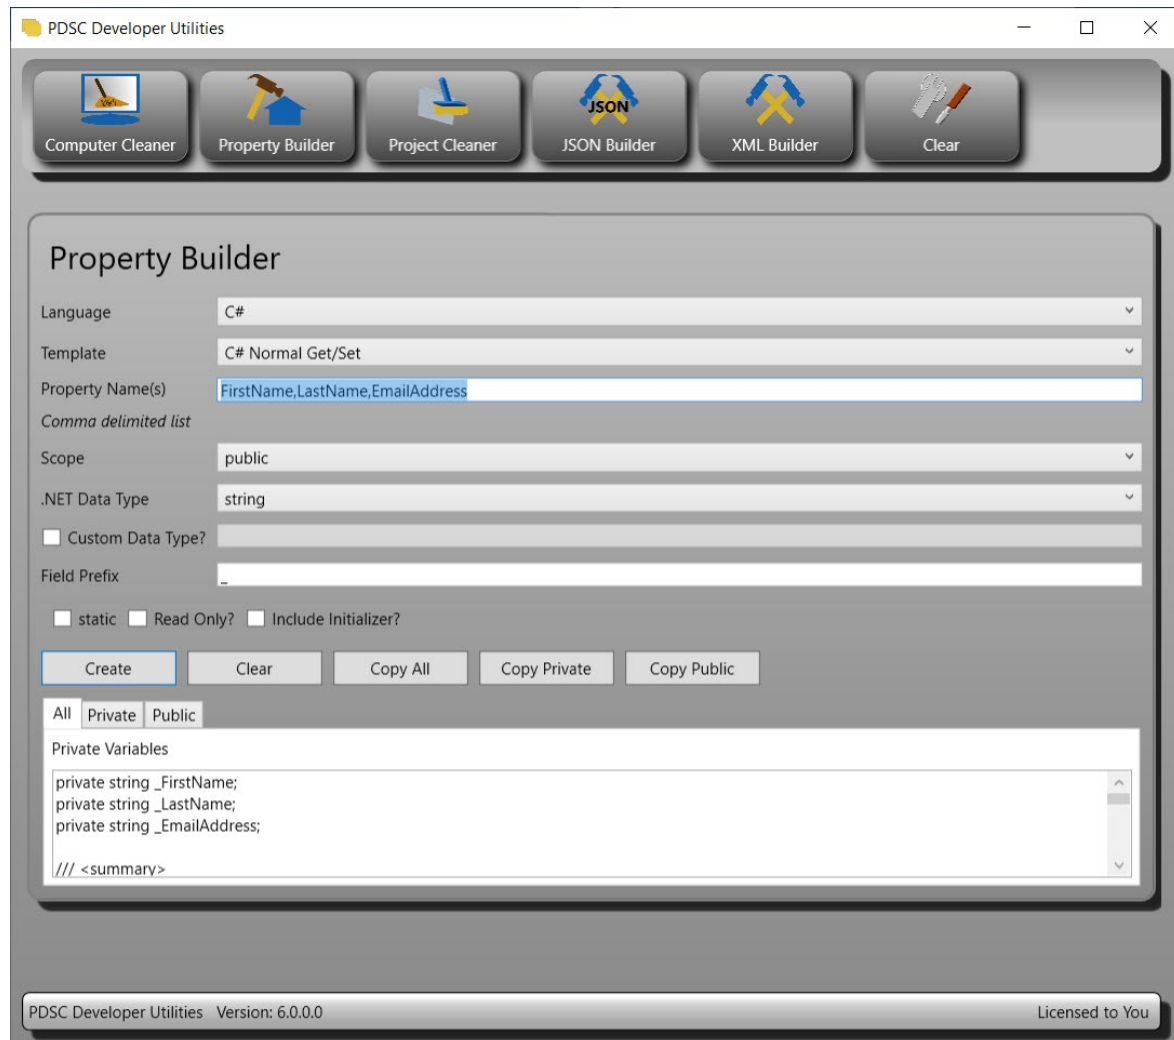 PDSC Developer Utilities
JSON
Computer Cleaner Property Builder Project Cleaner JSON Builder XML Builder Clear
Property Builder
Language C#
Template C# Normal Get/Set
Property Name(s) FirstName,LastName,EmailAddress
Comma delimited list
Scope public
.NET Data Type string
Custom Data Type?
Field Prefix _
static Read Only? Include Initializer?
Create Clear Copy All Copy Private Copy Public
All Private Public
Private Variables
private string _FirstName;
private string _LastName;
private string _EmailAddress;
/// <summary>
PDSC Developer Utilities Version: 6.0.0.0 Licensed to You